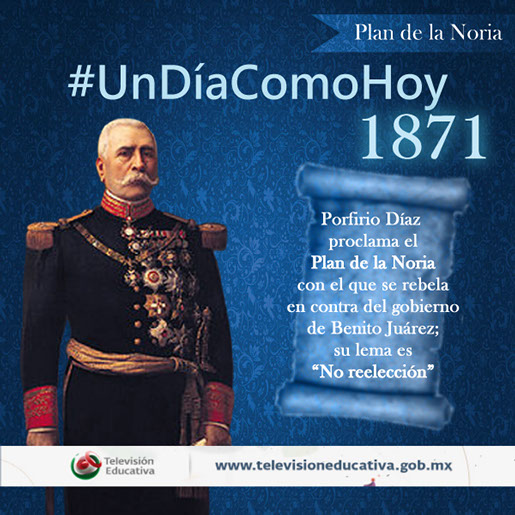 Plan de la Noria
#UnDíaComoHoy
1871
Porfirio Díaz
proclama el
Plan de la Noria
con el que se rebela
en contra del gobierno
de Benito Juárez;
su lema es
“No reelección”
Televisión
Educativa
www.televisioneducativa.gob.mx